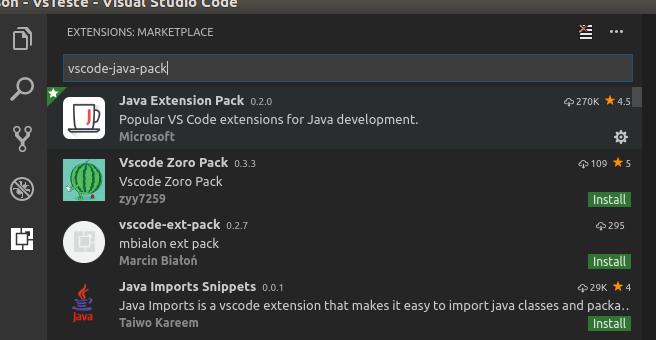 son - VsTeste - Visual Studio Code
EXTENSIONS: MARKETPLACE
vscode-java-pack
Java Extension Pack 0.2.0 270K 4.5
Popular VS Code extensions for Java development.
Microsoft
Vscode Zoro Pack 0.3.3 109 5
Vscode Zoro Pack
zyy7259 Install
vscode-ext-pack 0.2.7 295
mbialon ext pack
Marcin Białoń Install
Java Imports Snippets 0.0.1 29K 4
Java Imports is a vscode extension that makes it easy to import java classes and packa..
Taiwo Kareem Install
J
Java